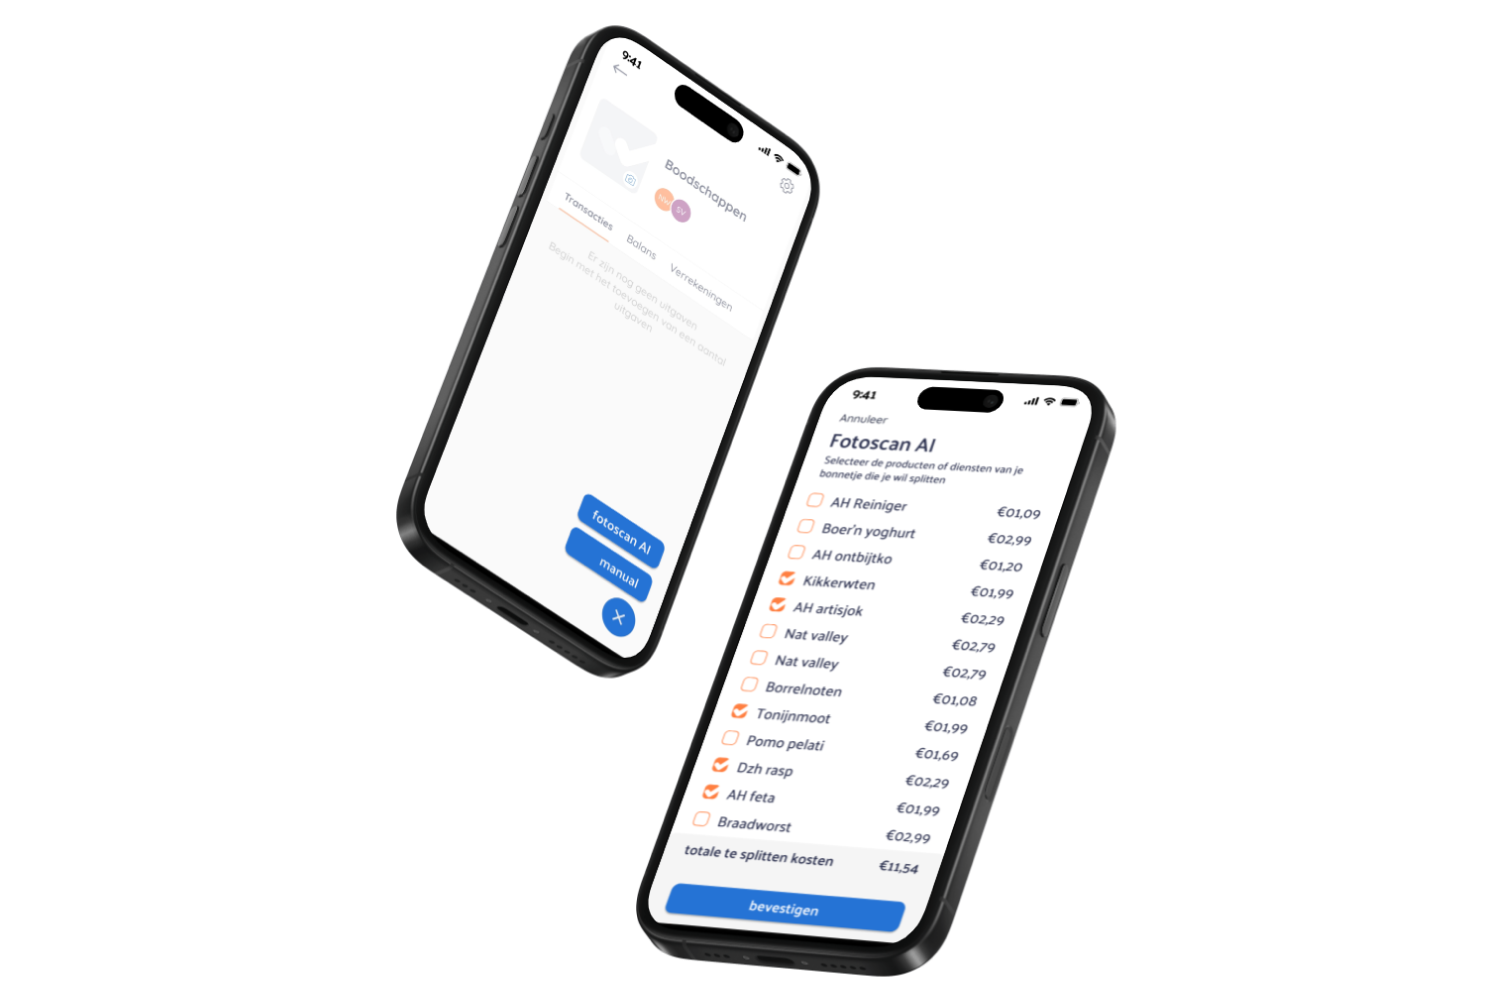 9:41
Boodschappen
SV
Transacties
Balans
Verrekeningen
Er zijn nog geen uitgaven
Begin met het toevoegen van een aantal
uitgaven
fotoscan AI
manual
9:41
Annuleer
Fotoscan AI
Selecteer de producten of diensten van je
bonnetje die je wil splitten
AH Reiniger €01,09
Boer'n yoghurt €02,99
AH ontbijtko €01,20
Kikkerwten €01,99
AH artisjok €02,29
Nat valley €02,79
Nat valley €02,79
Borrelnoten €01,08
Tonijnmoot €01,99
Pomo pelati €01,69
Dzh rasp €02,29
AH feta €01,99
Braadworst €02,99
totale te splitten kosten €11,54
bevestigen